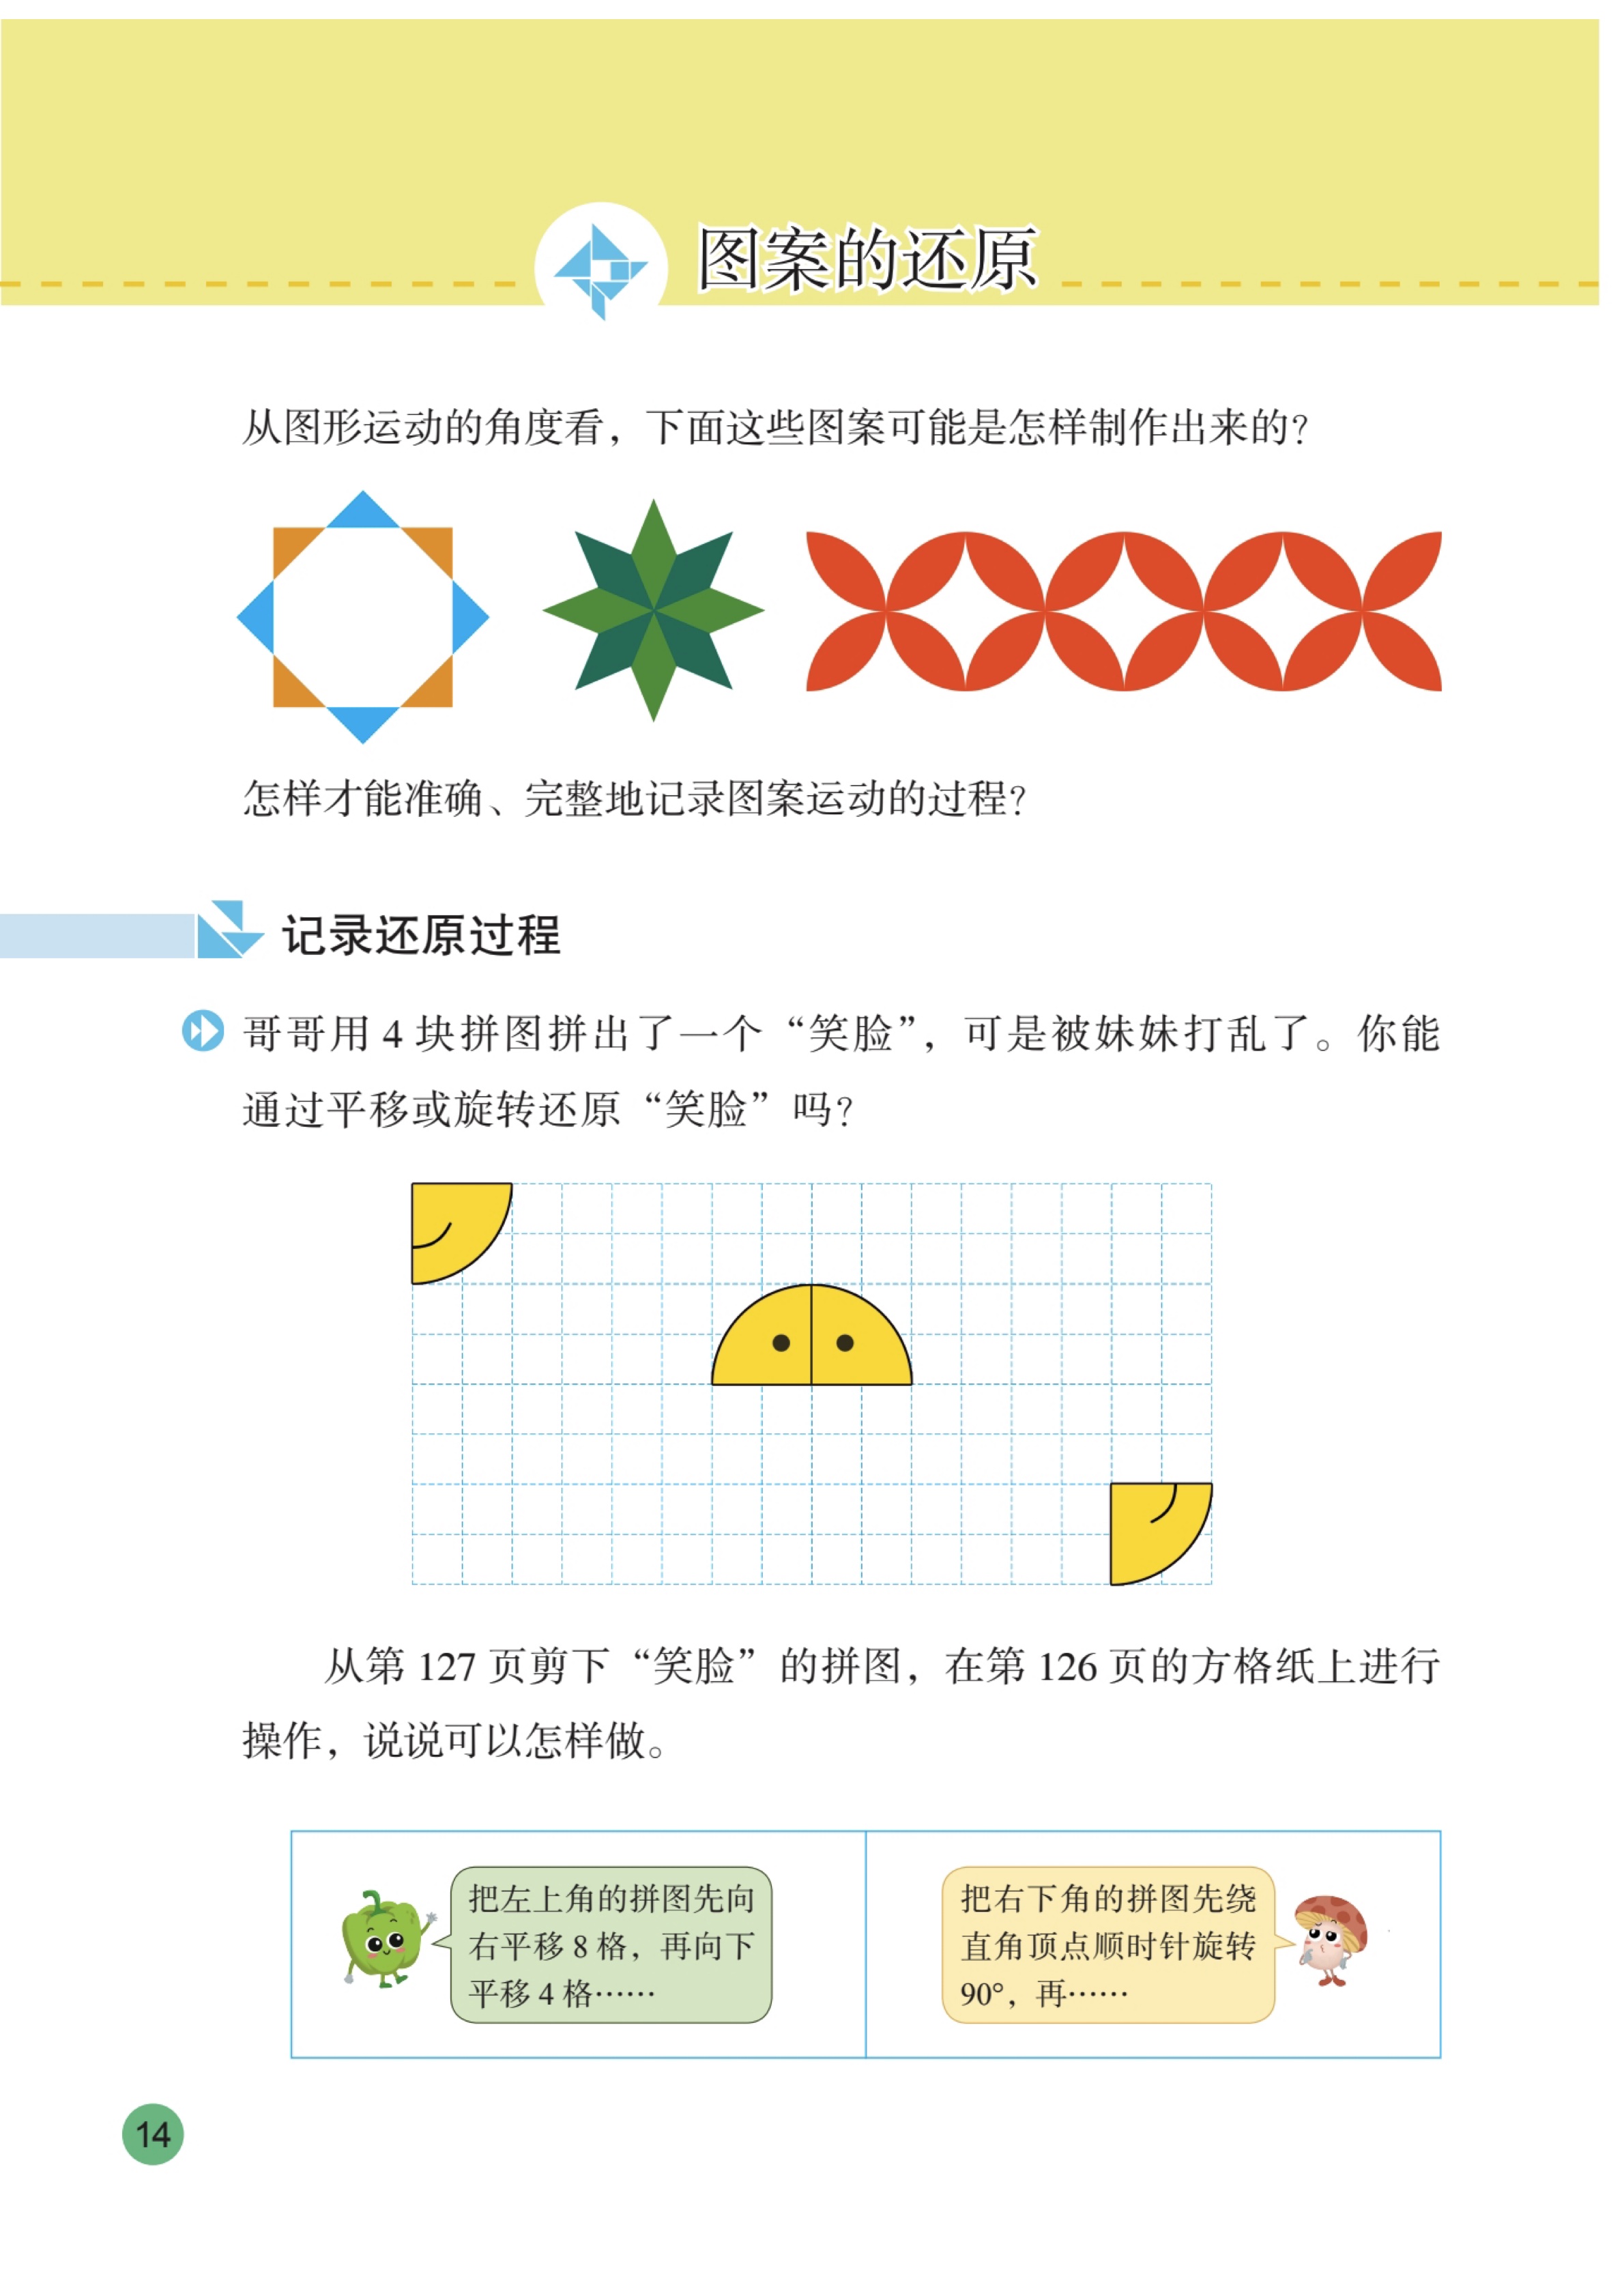 图案的还原
从图形运动的角度看，下面这些图案可能是怎样制作出来的？
怎样才能准确、完整地记录图案运动的过程？
记录还原过程
哥哥用 4 块拼图拼出了一个“笑脸”，可是被妹妹打乱了。你能
通过平移或旋转还原“笑脸”吗？
从第 127 页剪下“笑脸”的拼图，在第 126 页的方格纸上进行
操作，说说可以怎样做。
把左上角的拼图先向
右平移 8 格，再向下
平移 4 格……
把右下角的拼图先绕
直角顶点顺时针旋转
90°，再……
14